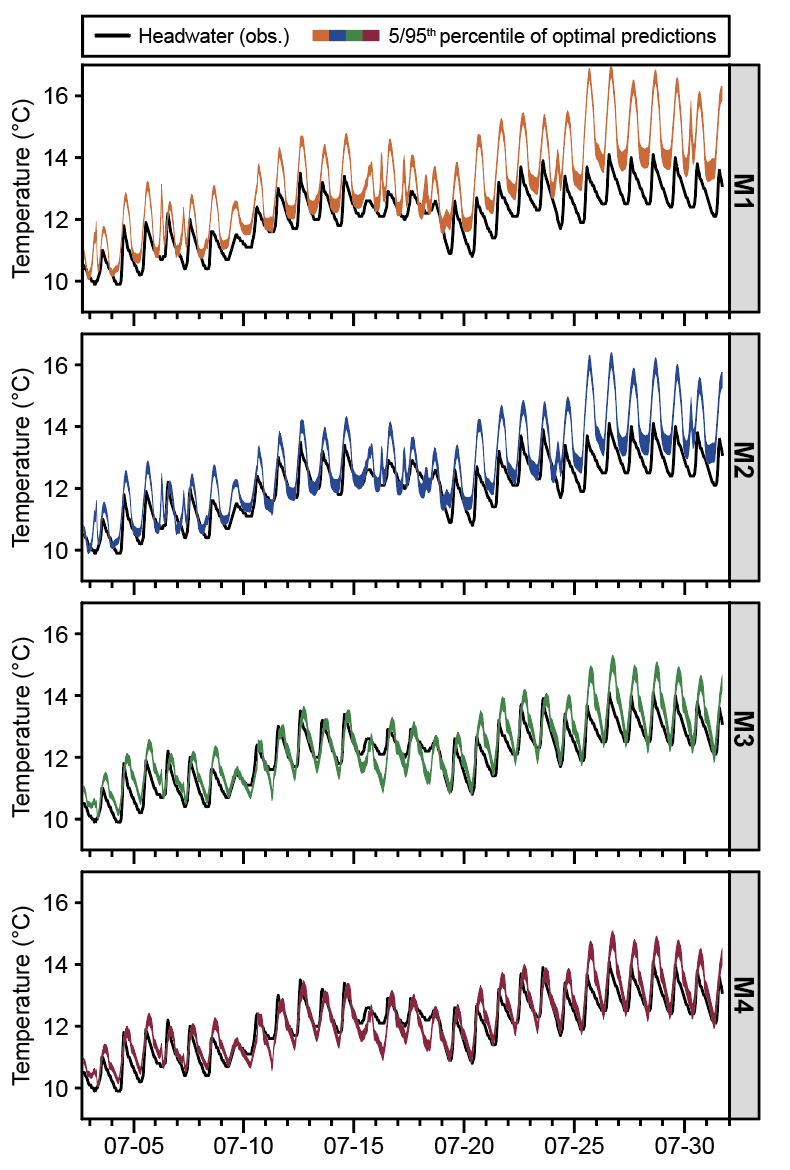 Headwater (obs.) 5/95th percentile of optimal predictions
Temperature (°C)
16
14
12
10
M1
Temperature (°C)
16
14
12
10
M2
Temperature (°C)
16
14
12
10
M3
Temperature (°C)
16
14
12
10
M4
07-05 07-10 07-15 07-20 07-25 07-30